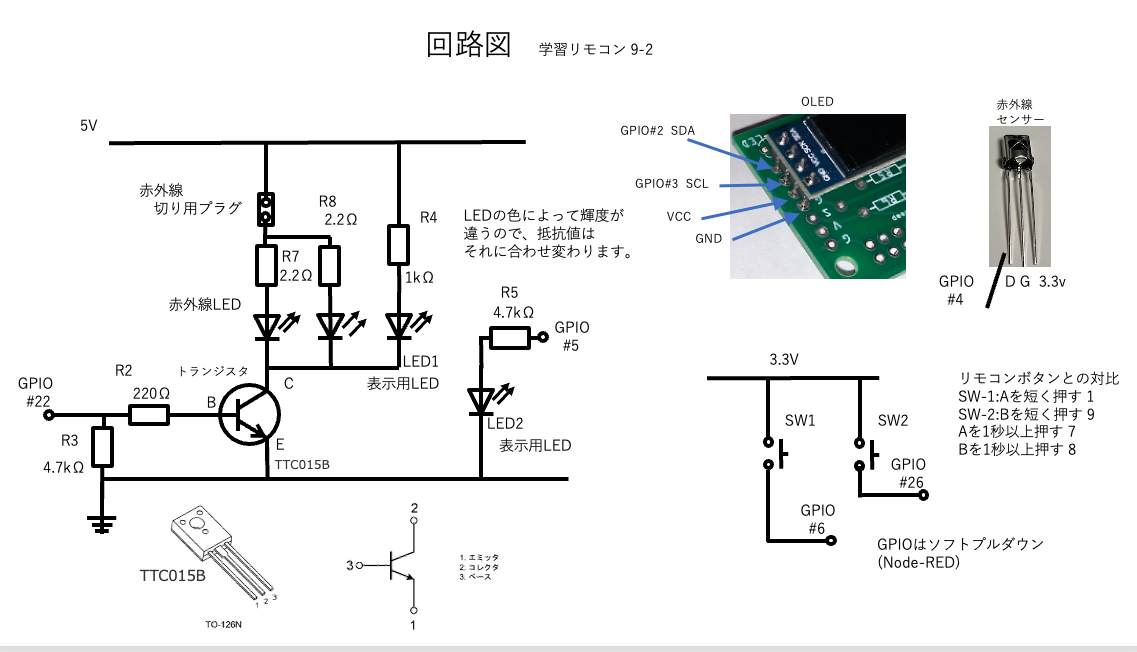 回路図 学習リモコン 9-2
5V
赤外線
切り用プラグ
R8
2.2Ω
R4
R7
2.2Ω
1kΩ
LEDの色によって輝度が
違うので、抵抗値は
それに合わせ変わります。
赤外線LED
R5
4.7kΩ
GPIO
#5
LED1
表示用LED
GPIO
#22
R2
220Ω
トランジスタ
B
C
E
TTC015B
R3
4.7kΩ
LED2
表示用LED
TTC015B
1 2 3
TO-126N
2
3
1
1. エミッタ
2. コレクタ
3. ベース
OLED
GPIO#2 SDA
GPIO#3 SCL
VCC
GND
GND VCC SCK SDA
S
V
G
赤外線
センサー
GPIO
#4
D G 3.3v
3.3V
SW1
SW2
GPIO
#26
GPIO
#6
リモコンボタンとの対比
SW-1:Aを短く押す 1
SW-2:Bを短く押す 9
Aを1秒以上押す 7
Bを1秒以上押す 8
GPIOはソフトプルダウン
(Node-RED)